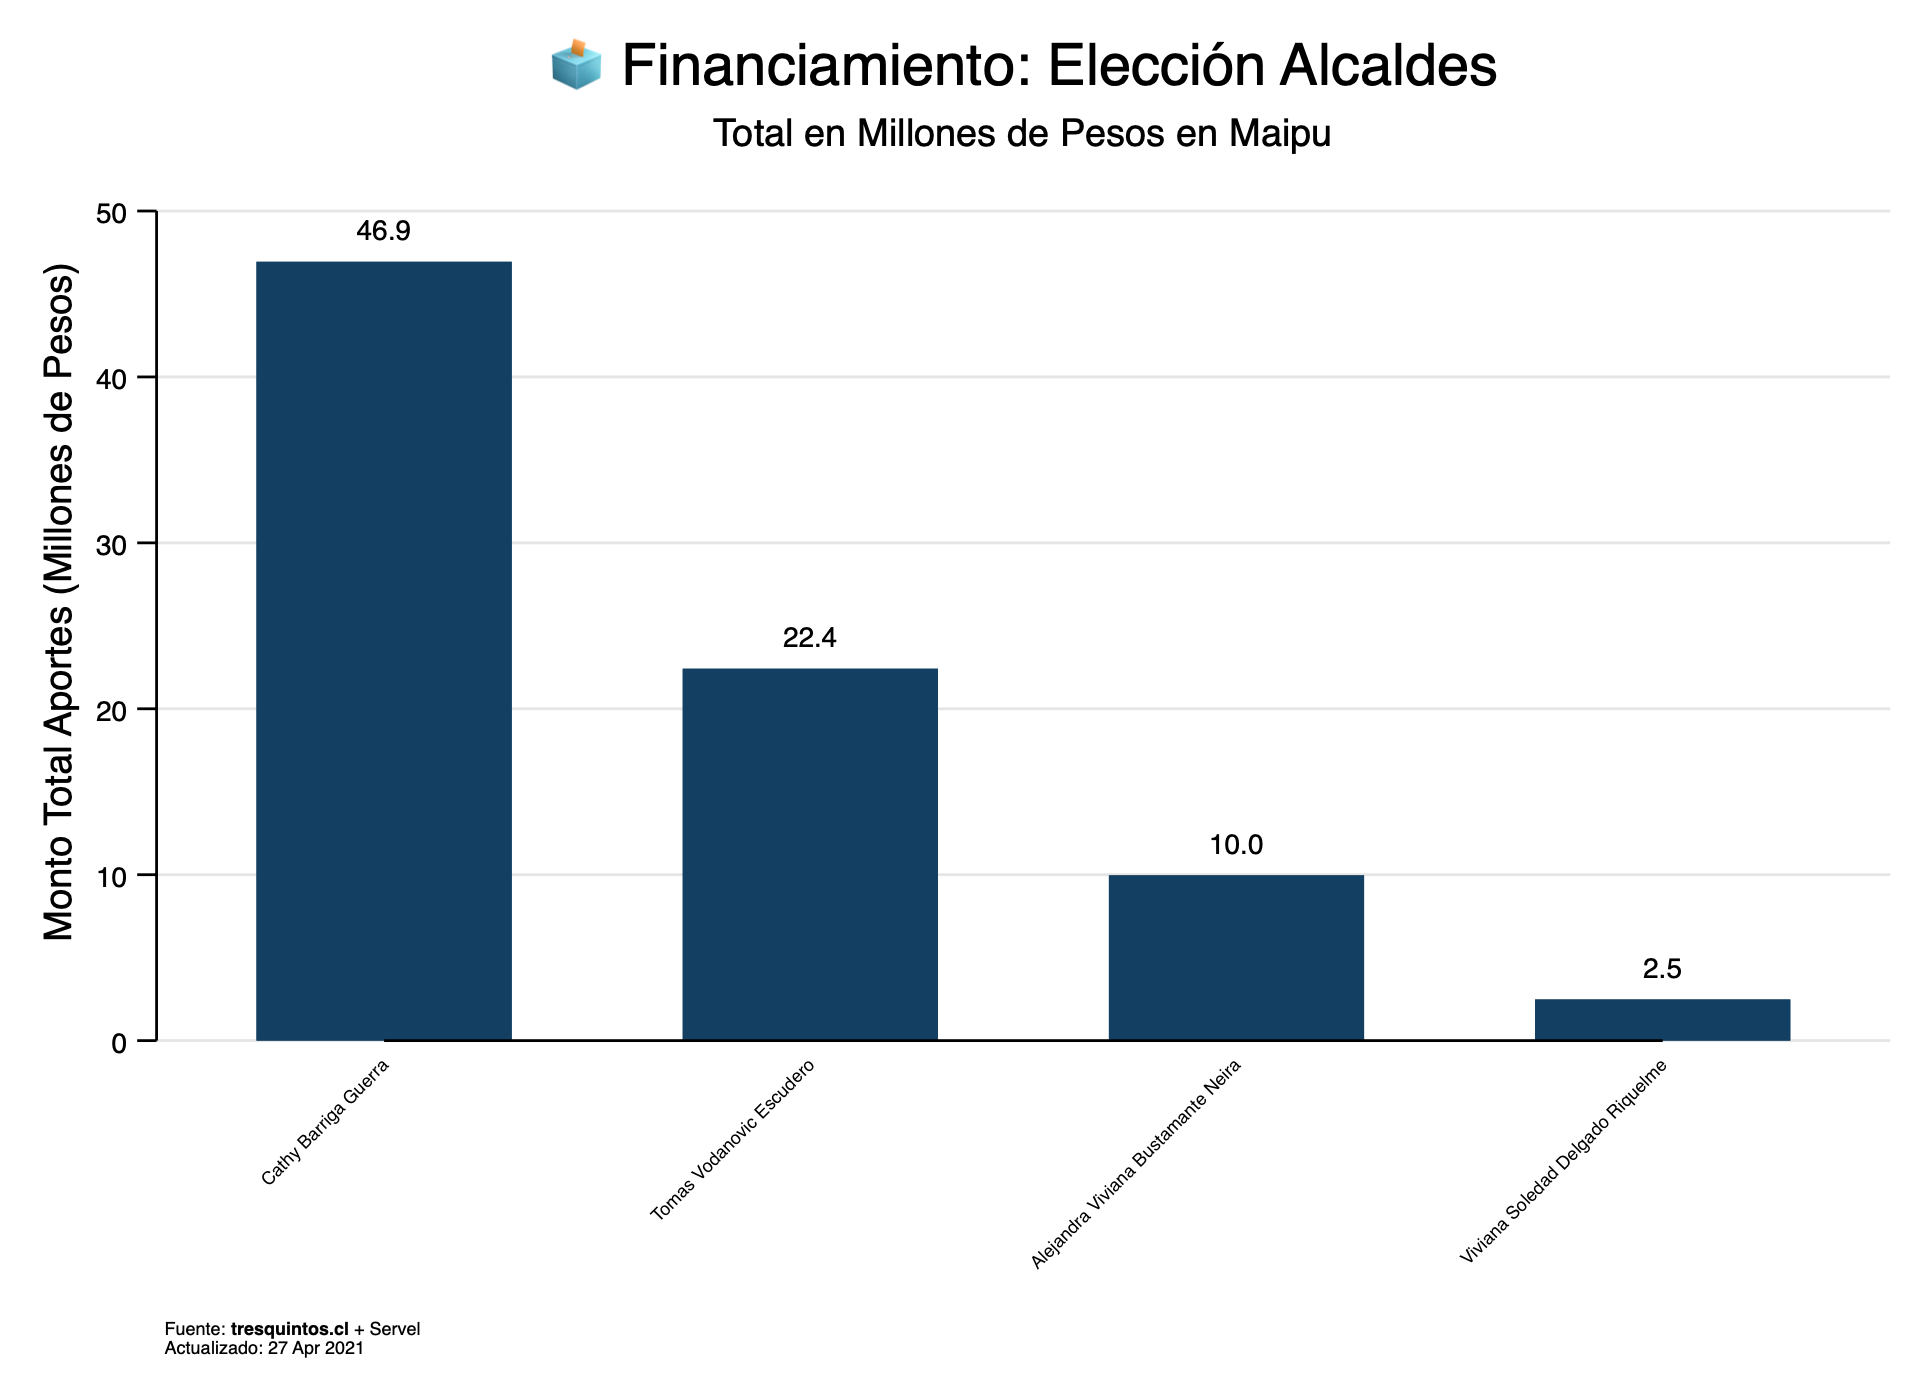 Financiamiento: Elección Alcaldes
Total en Millones de Pesos en Maipu
Monto Total Aportes (Millones de Pesos)
50
40
30
20
10
0
46.9
22.4
10.0
2.5
Cathy Barriga Guerra
Tomas Vodanovic Escudero
Alejandra Viviana Bustamante Neira
Viviana Soledad Delgado Riquelme
Fuente: tresquintos.cl + Servel
Actualizado: 27 Apr 2021